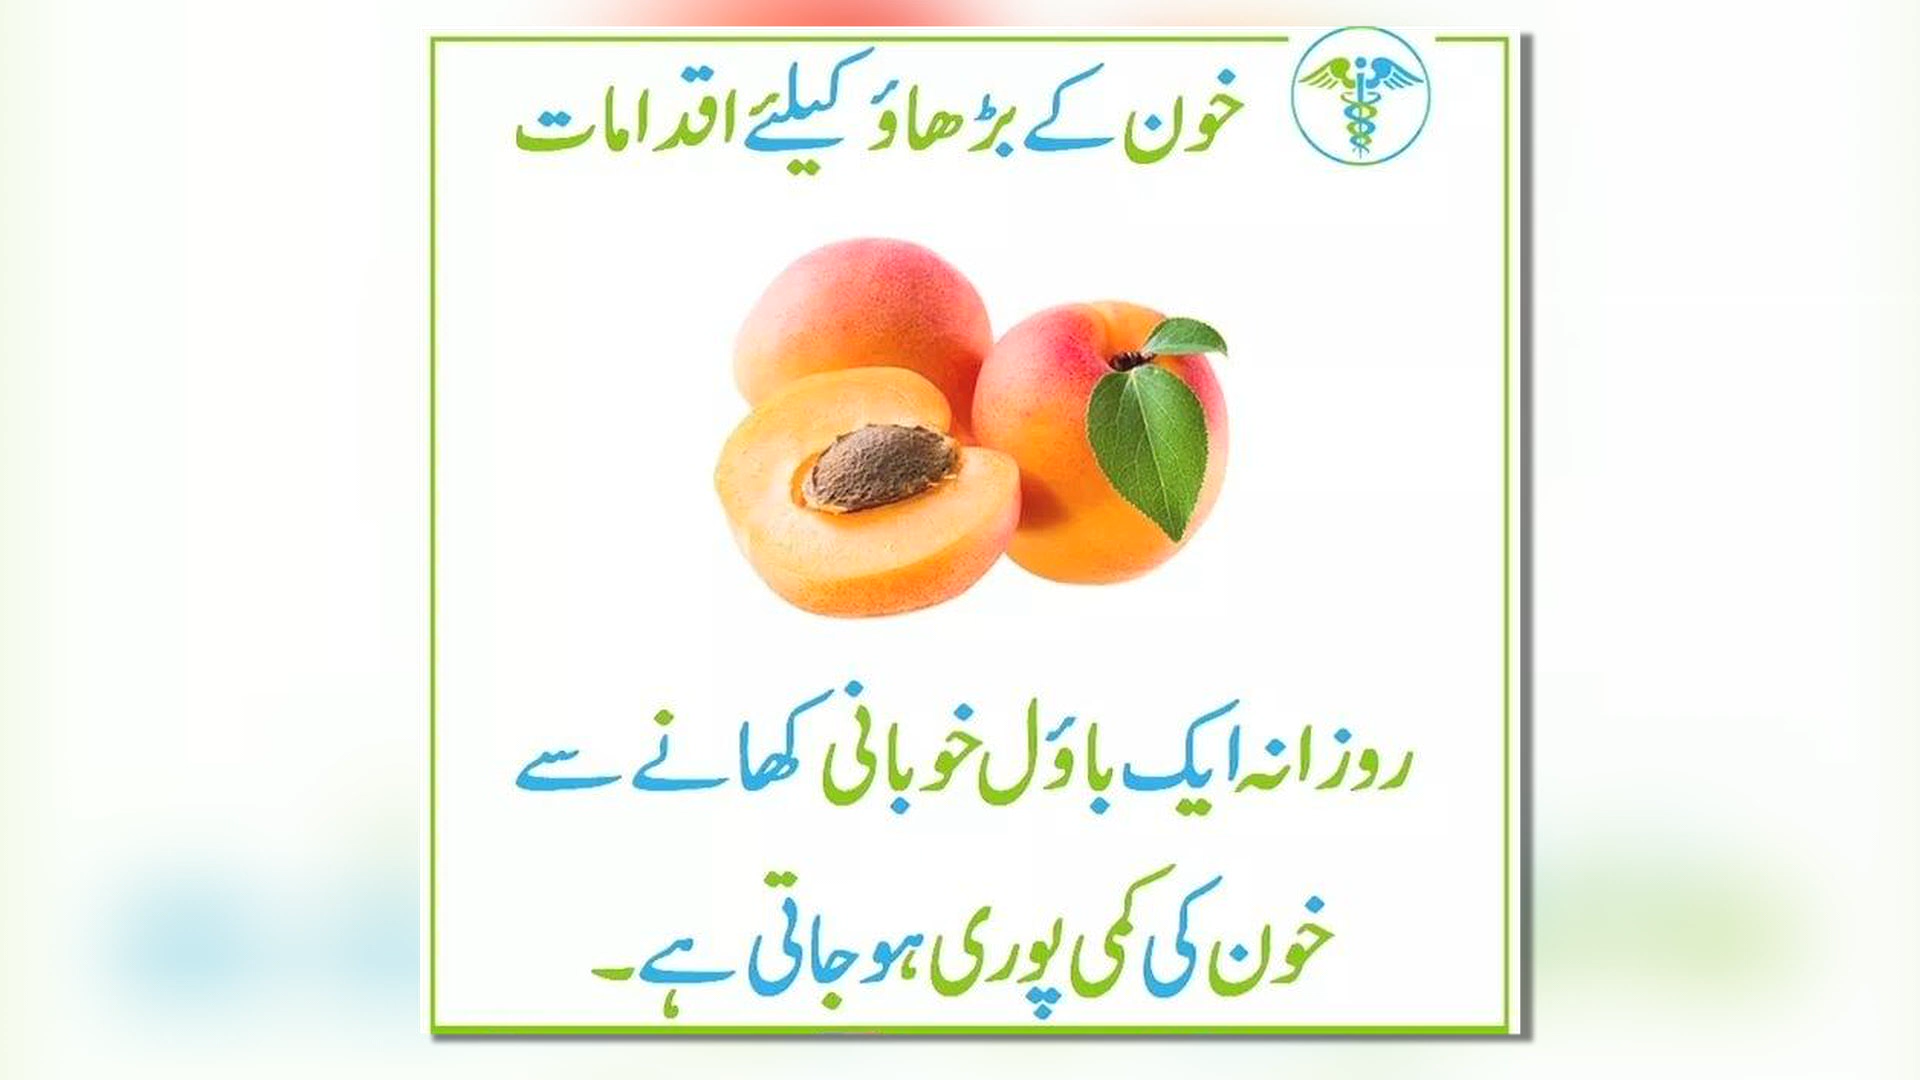 خون کے بڑھاؤ کیلئے اقدامات
روزانہ ایک باؤل خوبانی کھانے سے
خون کی کمی پوری ہو جاتی ہے۔